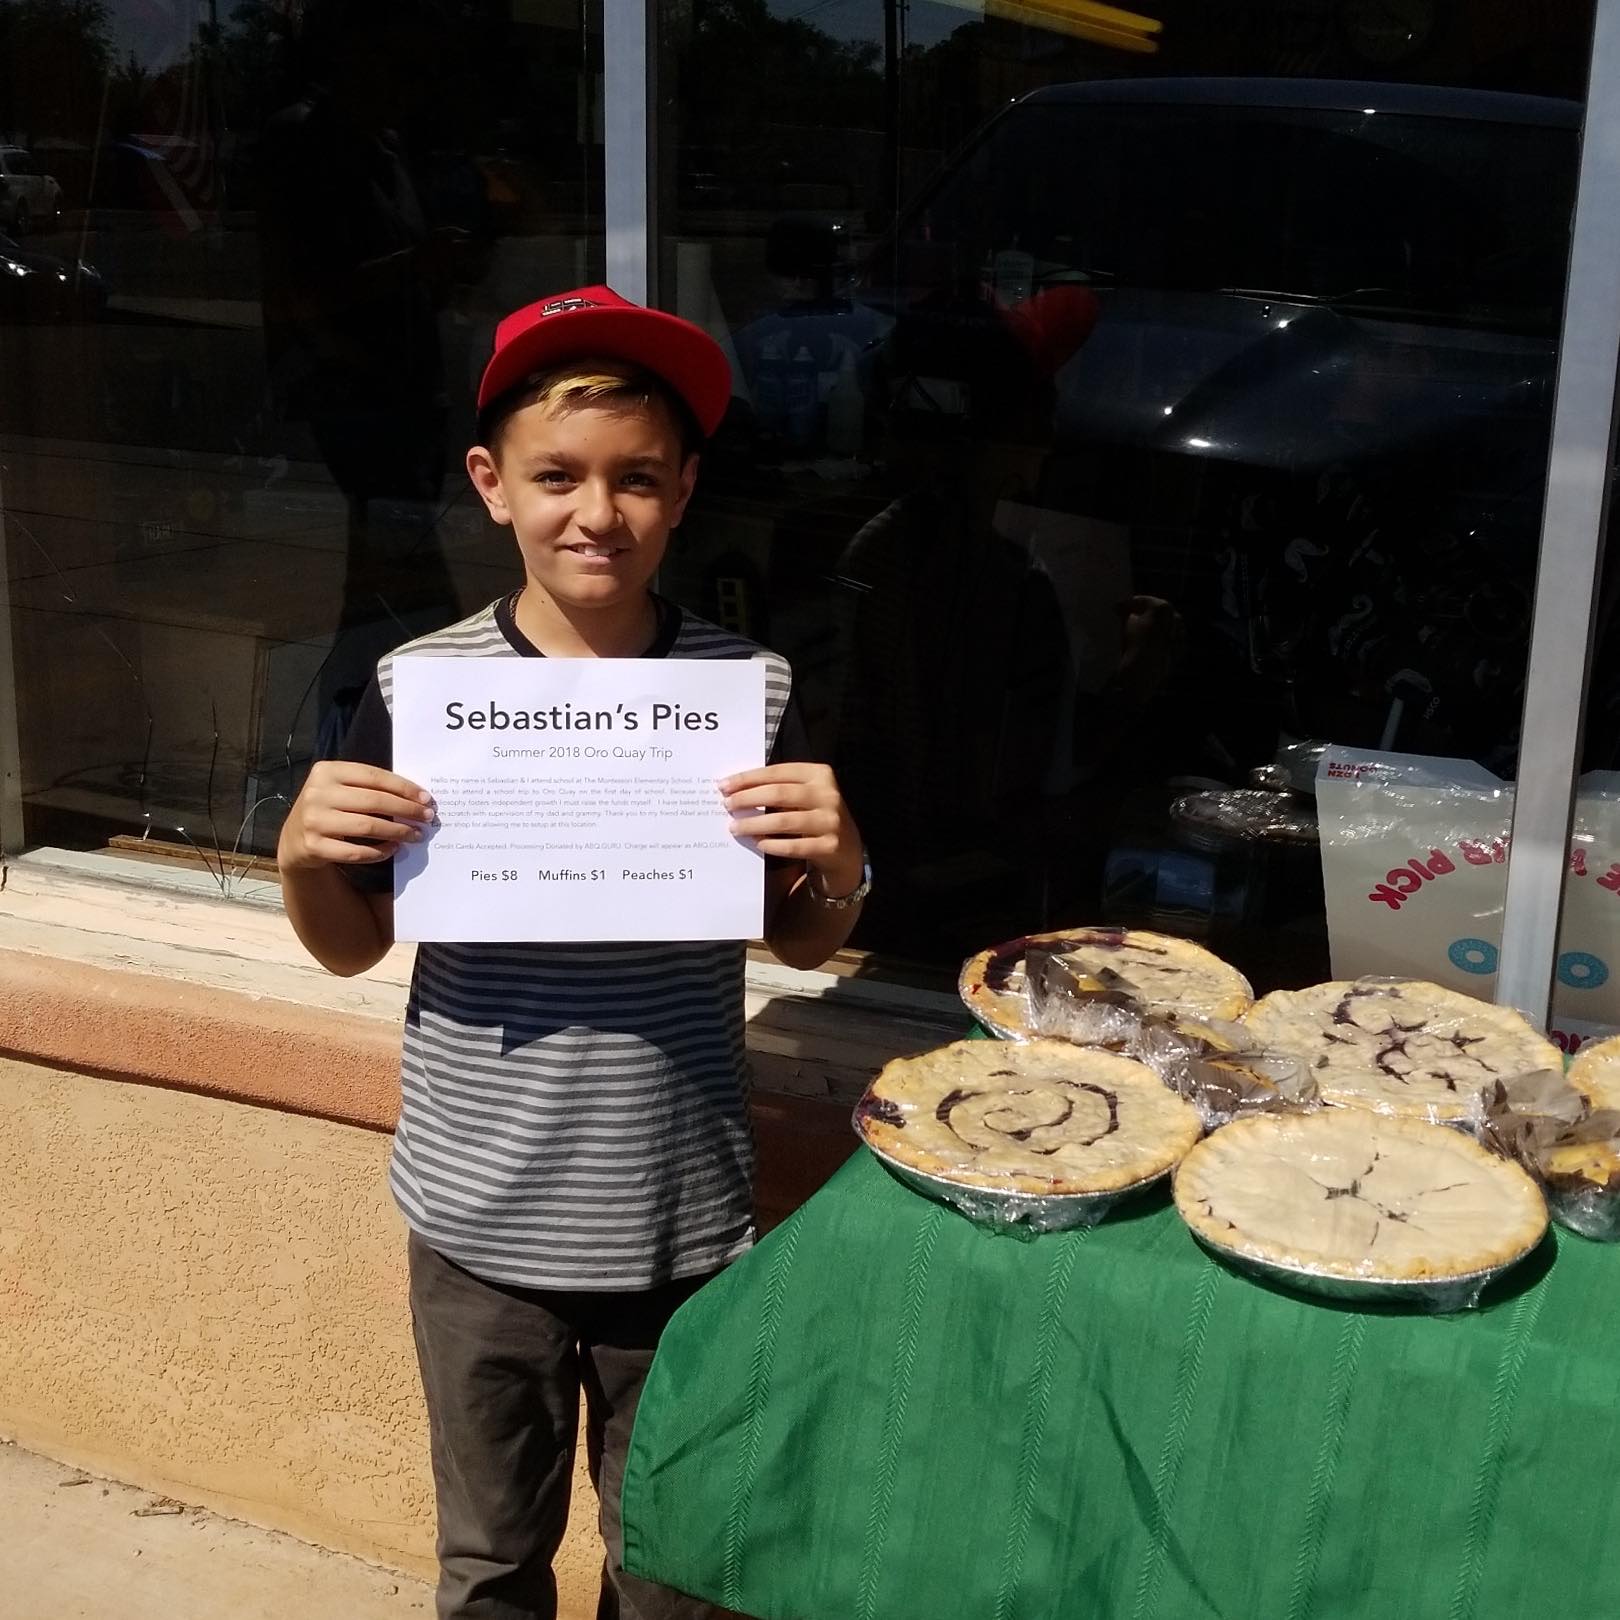 Sebastian's Pies
Summer 2018 Oro Quay Trip
Hello my name is Sebastian & I attend school at The Montessori Elementary School. I am
funds to attend a school trip to Oro Quay on the first day of school. Because our
philosophy fosters independent growth I must raise the funds myself. I have baked these
scratch with supervision of my dad and grammy. Thank you to my friend Abel and
shop for allowing me to setup at this location.
Credit Cards Accepted. Processing Donated by ABQ.GURU. Charge will appear as ABQ.GURU.
Pies $8 Muffins $1 Peaches $1
DZN
DONUTS
PICK